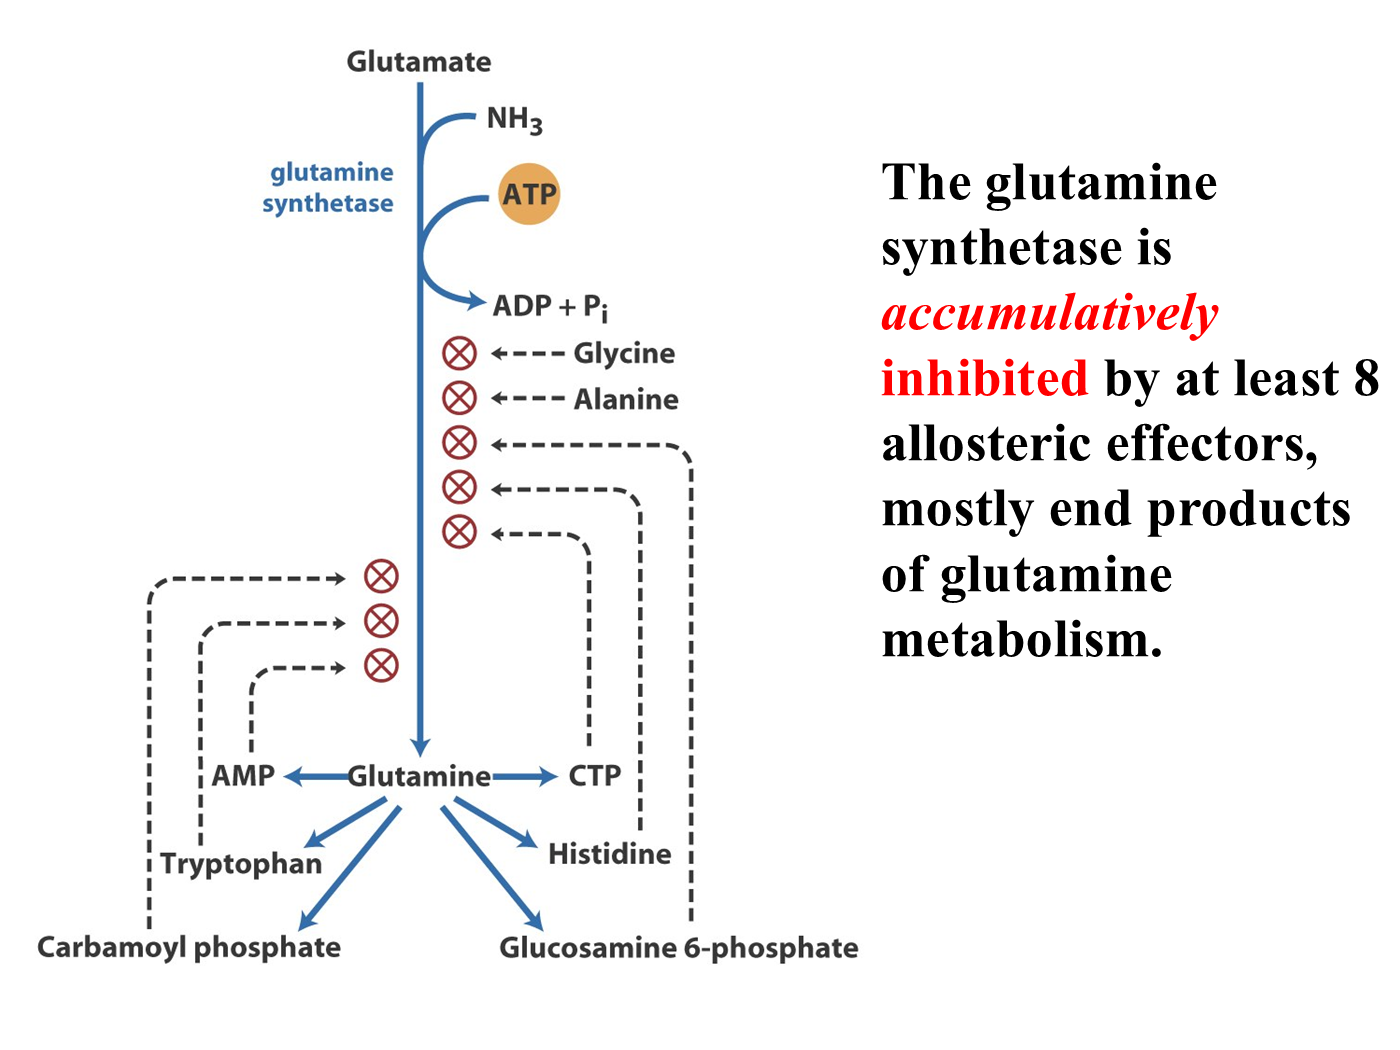 Glutamate
NH3
glutamine
synthetase
ATP
ADP + Pi
Glycine
Alanine
AMP
Glutamine
CTP
Tryptophan
Histidine
Carbamoyl phosphate
Glucosamine 6-phosphate
The glutamine
synthetase is
accumulatively
inhibited by at least 8
allosteric effectors,
mostly end products
of glutamine
metabolism.